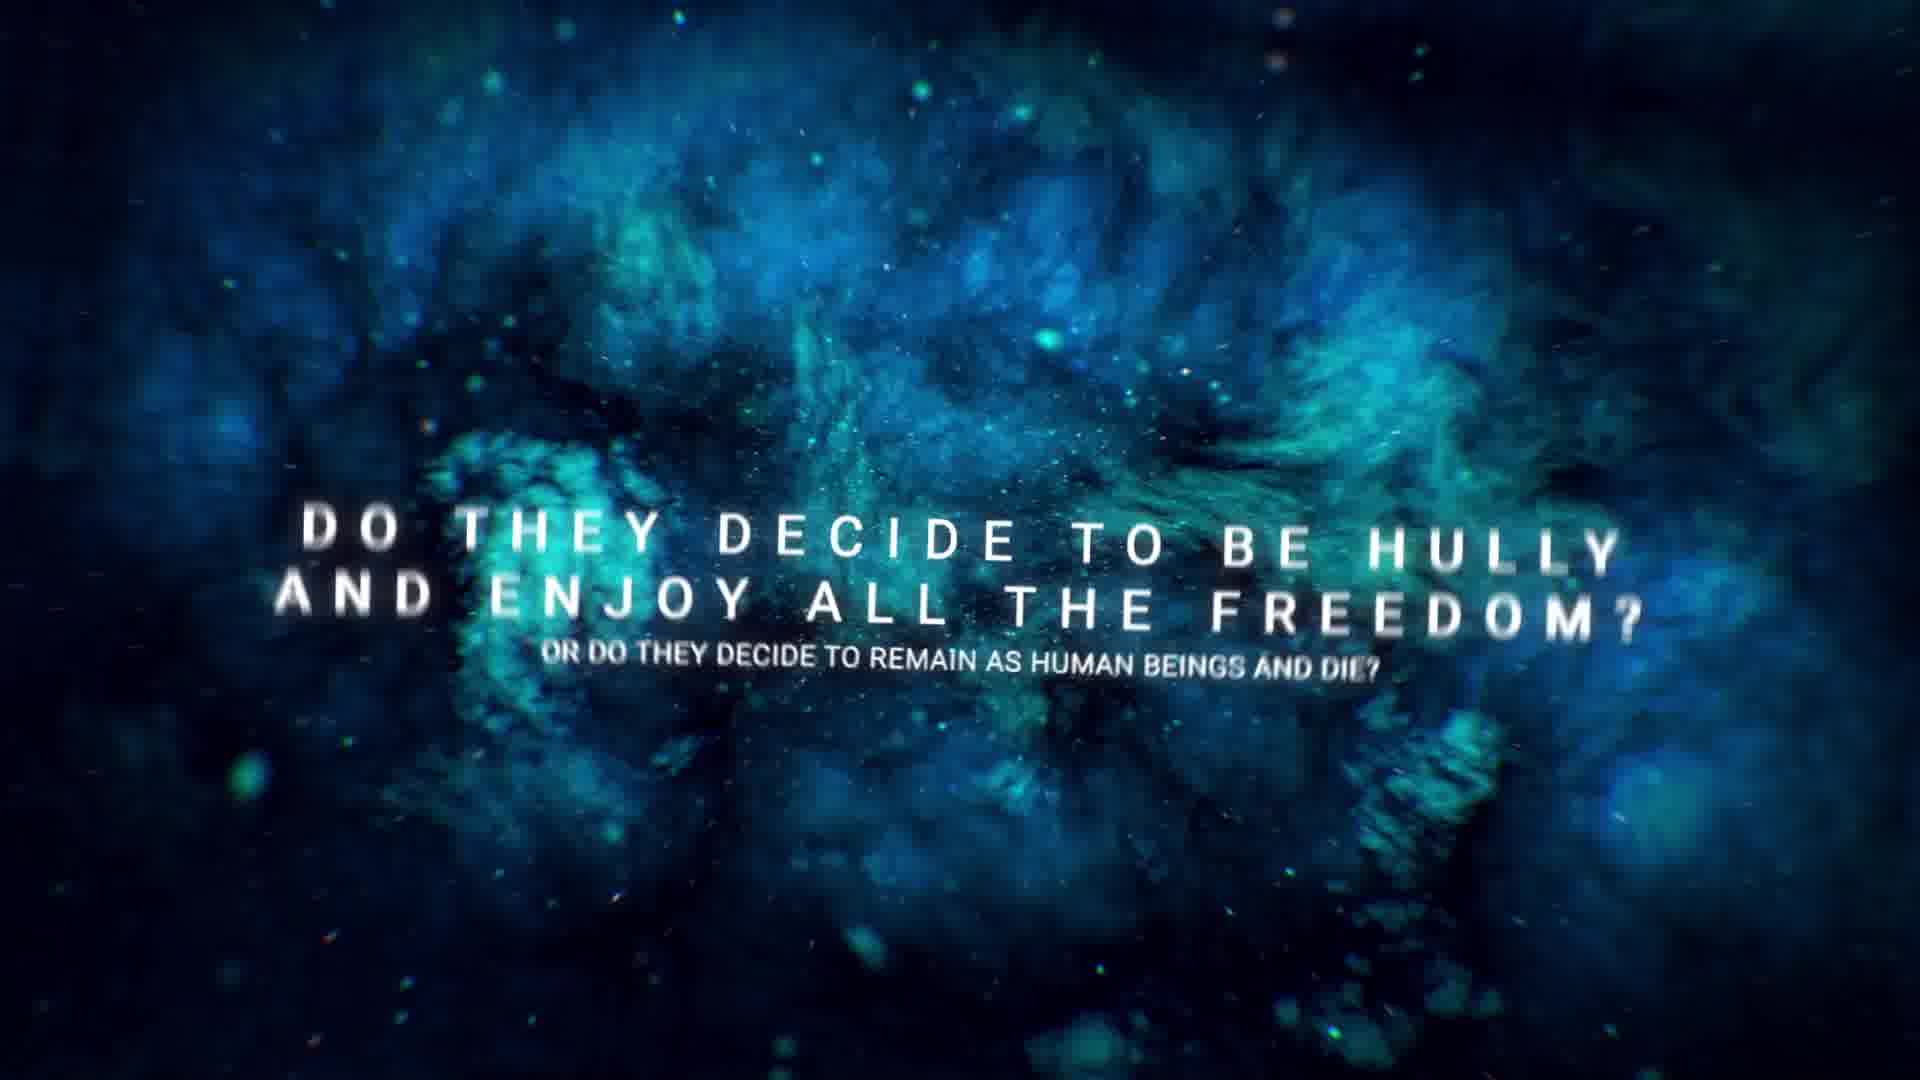 DO THEY DECIDE TO BE HULLY
AND ENJOY ALL THE FREEDOM?
OR DO THEY DECIDE TO REMAIN AS HUMAN BEINGS AND DIE?